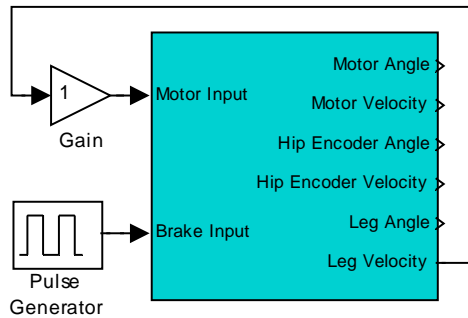 1
Gain
Motor Input
Brake Input
Motor Angle
Motor Velocity
Hip Encoder Angle
Hip Encoder Velocity
Leg Angle
Leg Velocity
Pulse
Generator